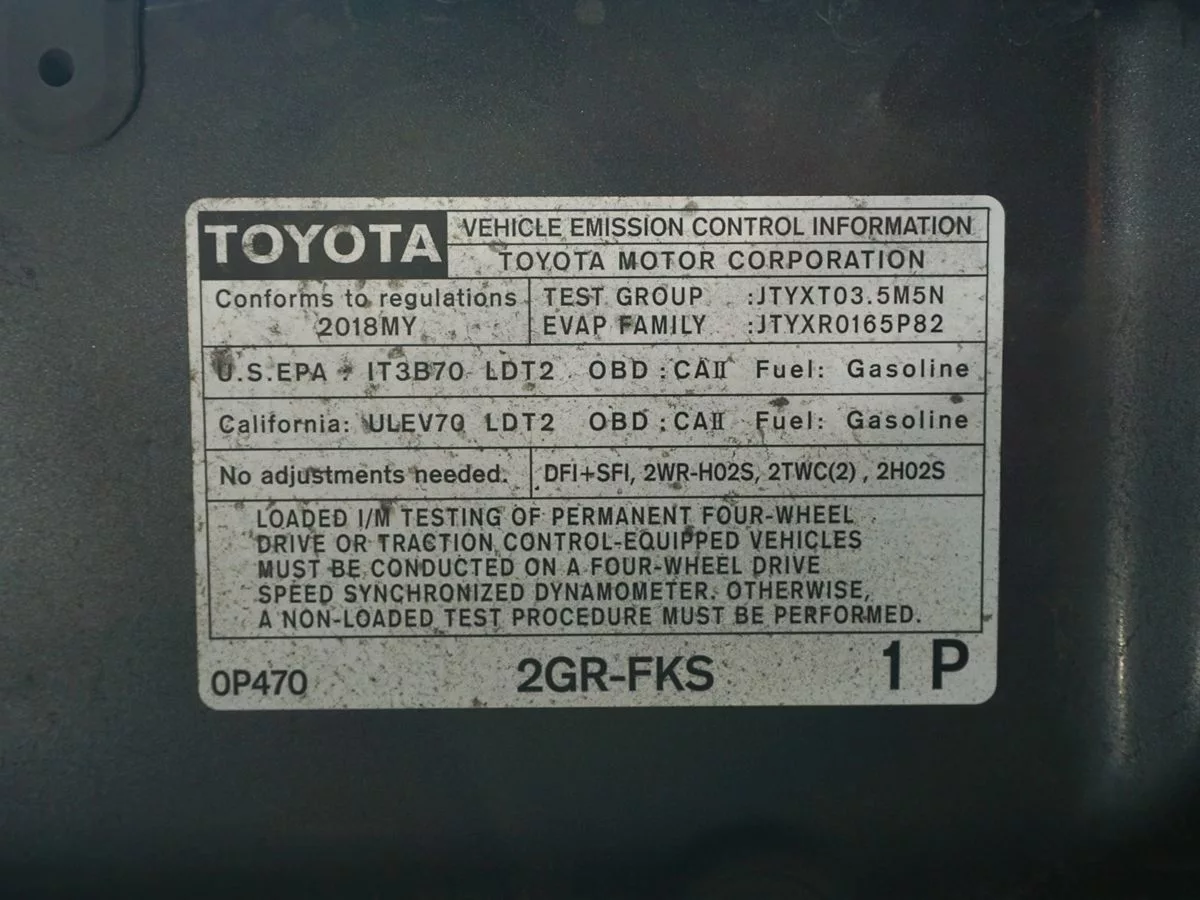 TOYOTA
VEHICLE EMISSION CONTROL INFORMATION
TOYOTA MOTOR CORPORATION
Conforms to regulations
2018MY
TEST GROUP :JTYXT03.5M5N
EVAP FAMILY :JTYXR0165P82
U.S.EPA : IT3B70 LDT2 OBD : CAⅡ Fuel: Gasoline
California: ULEV70 LDT2 OBD : CAⅡ Fuel: Gasoline
No adjustments needed.
DFI+SFI, 2WR-HO2S, 2TWC(2) , 2HO2S
LOADED I/M TESTING OF PERMANENT FOUR-WHEEL
DRIVE OR TRACTION CONTROL-EQUIPPED VEHICLES
MUST BE CONDUCTED ON A FOUR-WHEEL DRIVE
SPEED SYNCHRONIZED DYNAMOMETER. OTHERWISE,
A NON-LOADED TEST PROCEDURE MUST BE PERFORMED.
0P470 2GR-FKS 1 P